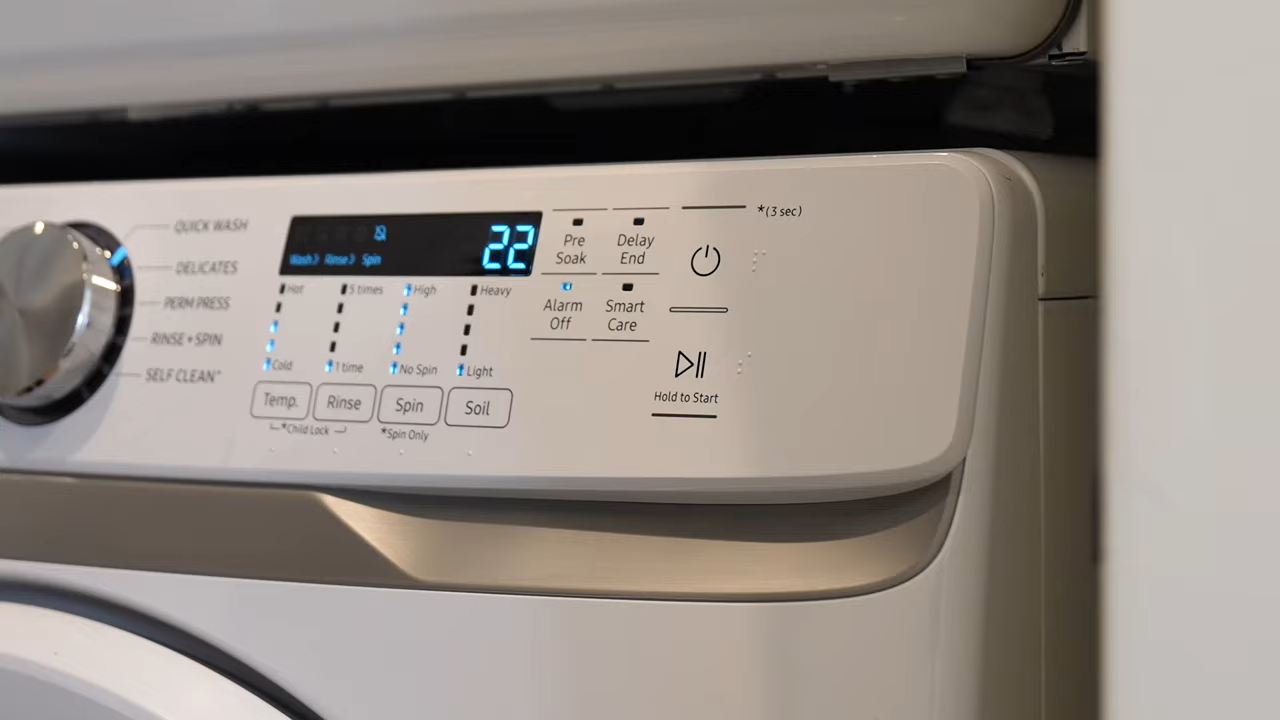 QUICK WASH
DELICATES
PERM PRESS
RINSE + SPIN
SELF CLEAN*
22
Wash> Rinse> Spin
Hot 5 times High Heavy
Cold 1 time No Spin Light
Temp. Rinse Spin Soil
*Child Lock *Spin Only
Pre Soak
Delay End
Alarm Off
Smart Care
*(3 sec)
Hold to Start